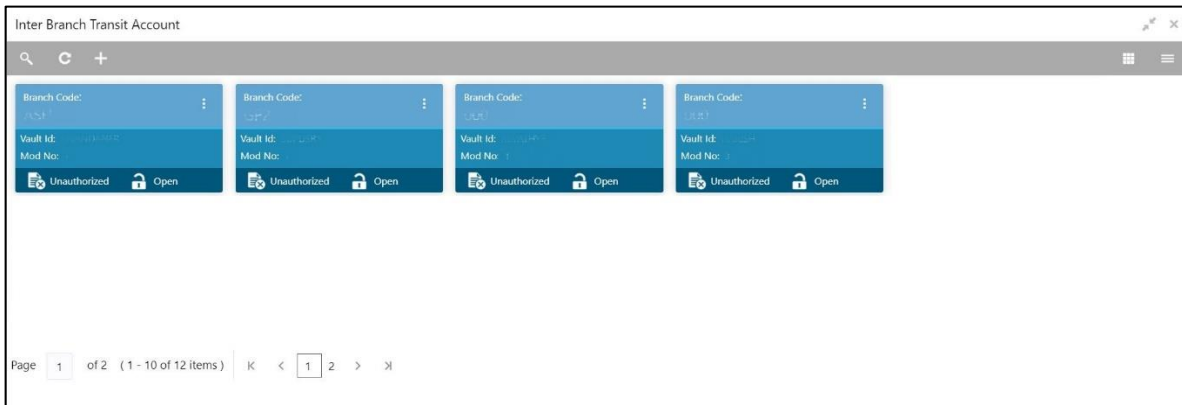 Inter Branch Transit Account
Branch Code:
Vault Id:
Mod No:
Unauthorized Open
Branch Code:
Vault Id:
Mod No:
Unauthorized Open
Branch Code:
Vault Id:
Mod No:
Unauthorized Open
Branch Code:
Vault Id:
Mod No:
Unauthorized Open
Page 1 of 2 ( 1 - 10 of 12 items ) 1 2